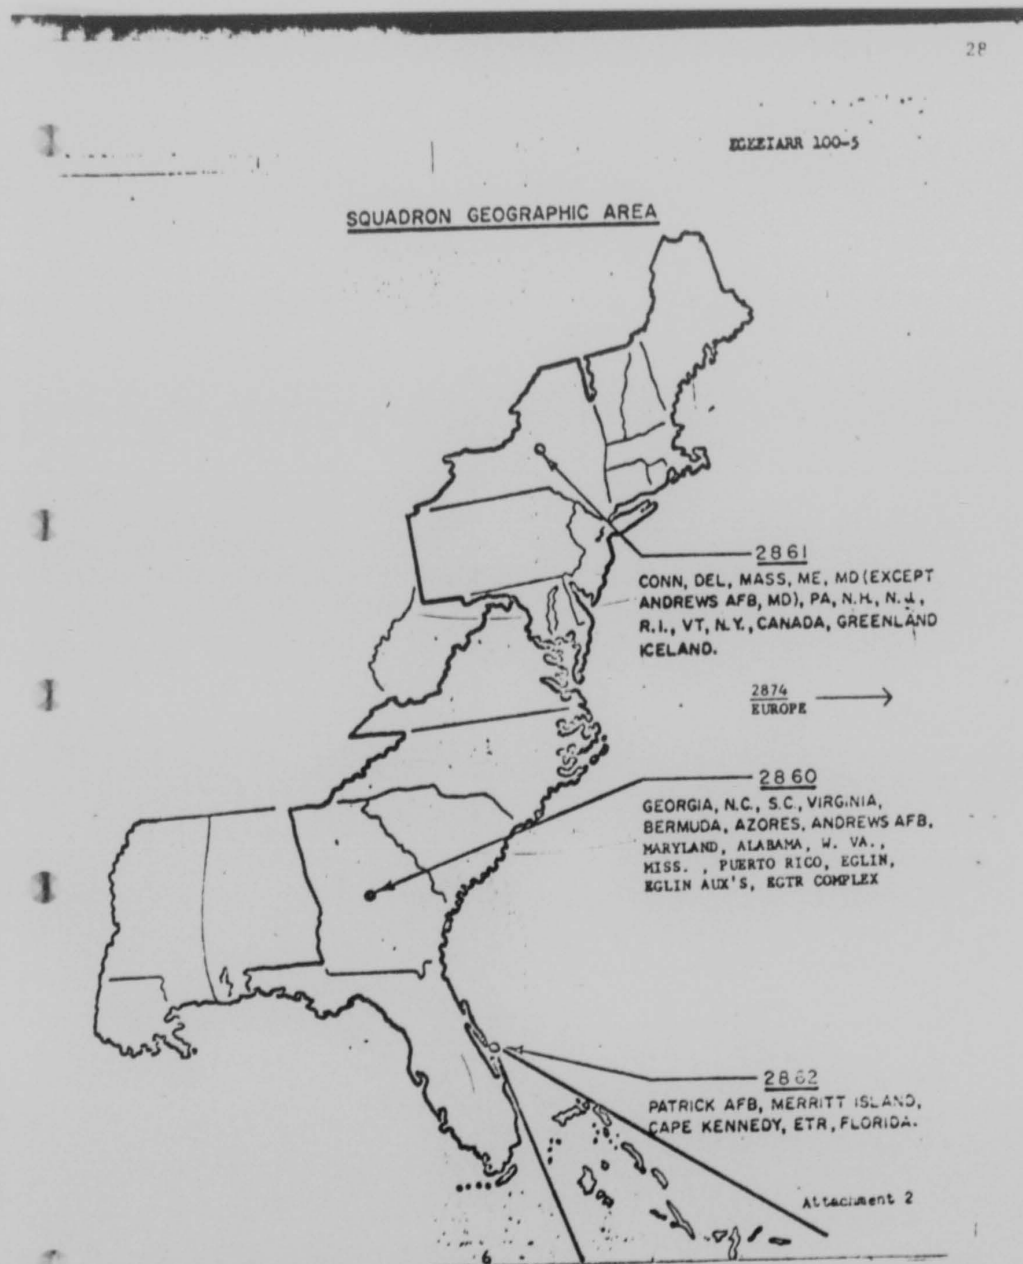 28
EGEEIARR 100-5
SQUADRON GEOGRAPHIC AREA
2861
CONN, DEL, MASS, ME, MD (EXCEPT
ANDREWS AFB, MD), PA, N.H., N.J.,
R.I., VT, N.Y., CANADA, GREENLAND
ICELAND.
2874
EUROPE
2860
GEORGIA, N.C., S.C., VIRGINIA,
BERMUDA, AZORES, ANDREWS AFB,
MARYLAND, ALABAMA, W. VA.,
MISS. , PUERTO RICO, EGLIN,
EGLIN AUX'S, EGTR COMPLEX
2862
PATRICK AFB, MERRITT ISLAND,
CAPE KENNEDY, ETR, FLORIDA.
Attachment 2
6